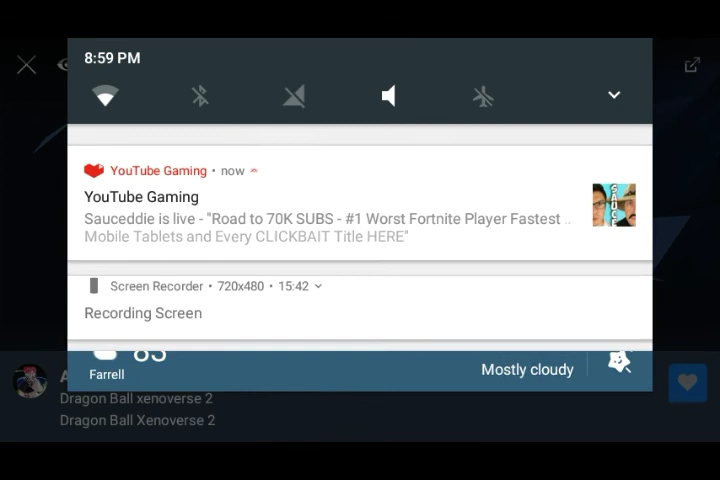 8:59 PM
YouTube Gaming • now
YouTube Gaming
Sauceddie is live - "Road to 70K SUBS - #1 Worst Fortnite Player Fastest ..
Mobile Tablets and Every CLICKBAIT Title HERE"
SAUCE
Screen Recorder • 720x480 • 15:42
Recording Screen
Farrell
Mostly cloudy
Dragon Ball xenoverse 2
Dragon Ball Xenoverse 2